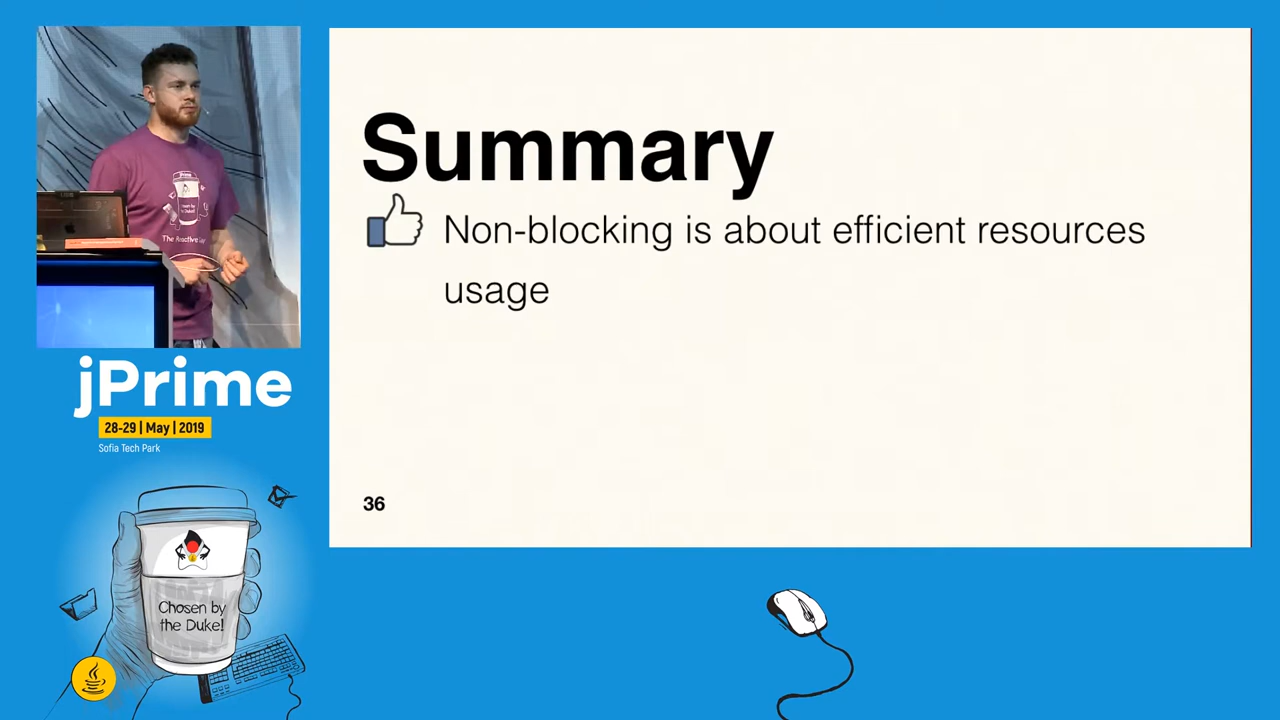 Summary
Non-blocking is about efficient resources
usage
36
jPrime
28-29 | May | 2019
Sofia Tech Park
Chosen by
the Duke!